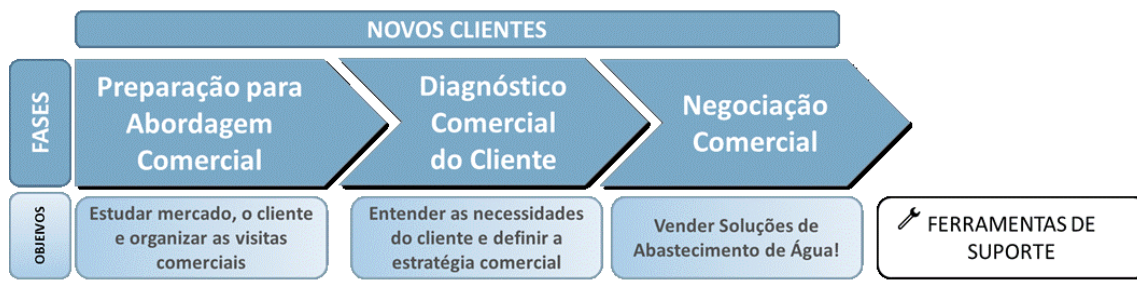 NOVOS CLIENTES
FASES
Preparação para
Abordagem
Comercial
Diagnóstico
Comercial
do Cliente
Negociação
Comercial
OBJENVOS
Estudar mercado, o cliente
e organizar as visitas
comerciais
Entender as necessidades
do cliente e definir a
estratégia comercial
Vender Soluções de
Abastecimento de Água!
FERRAMENTAS DE
SUPORTE